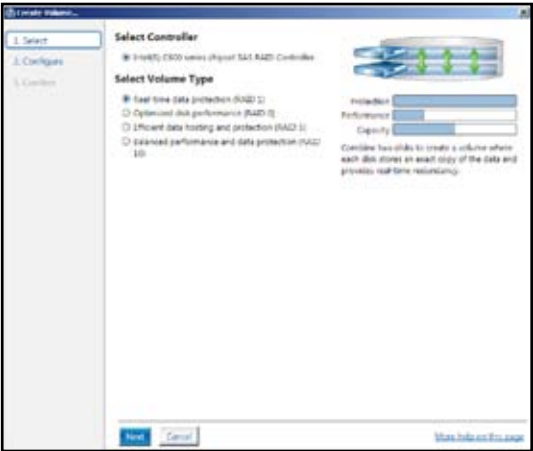 Create Volume...
1. Select
2. Configure
3. Confirm
Select Controller
Intel(R) C600 series chipset SAS RAID Controller
Select Volume Type
Real-time data protection (RAID 1)
Optimized disk performance (RAID 0)
Efficient data hosting and protection (RAID 5)
Balanced performance and data protection (RAID
10)
Protection
Performance
Capacity
Combine two disks to create a volume where
each disk stores an exact copy of the data and
provides real-time redundancy.
Next
Cancel
More help on this page